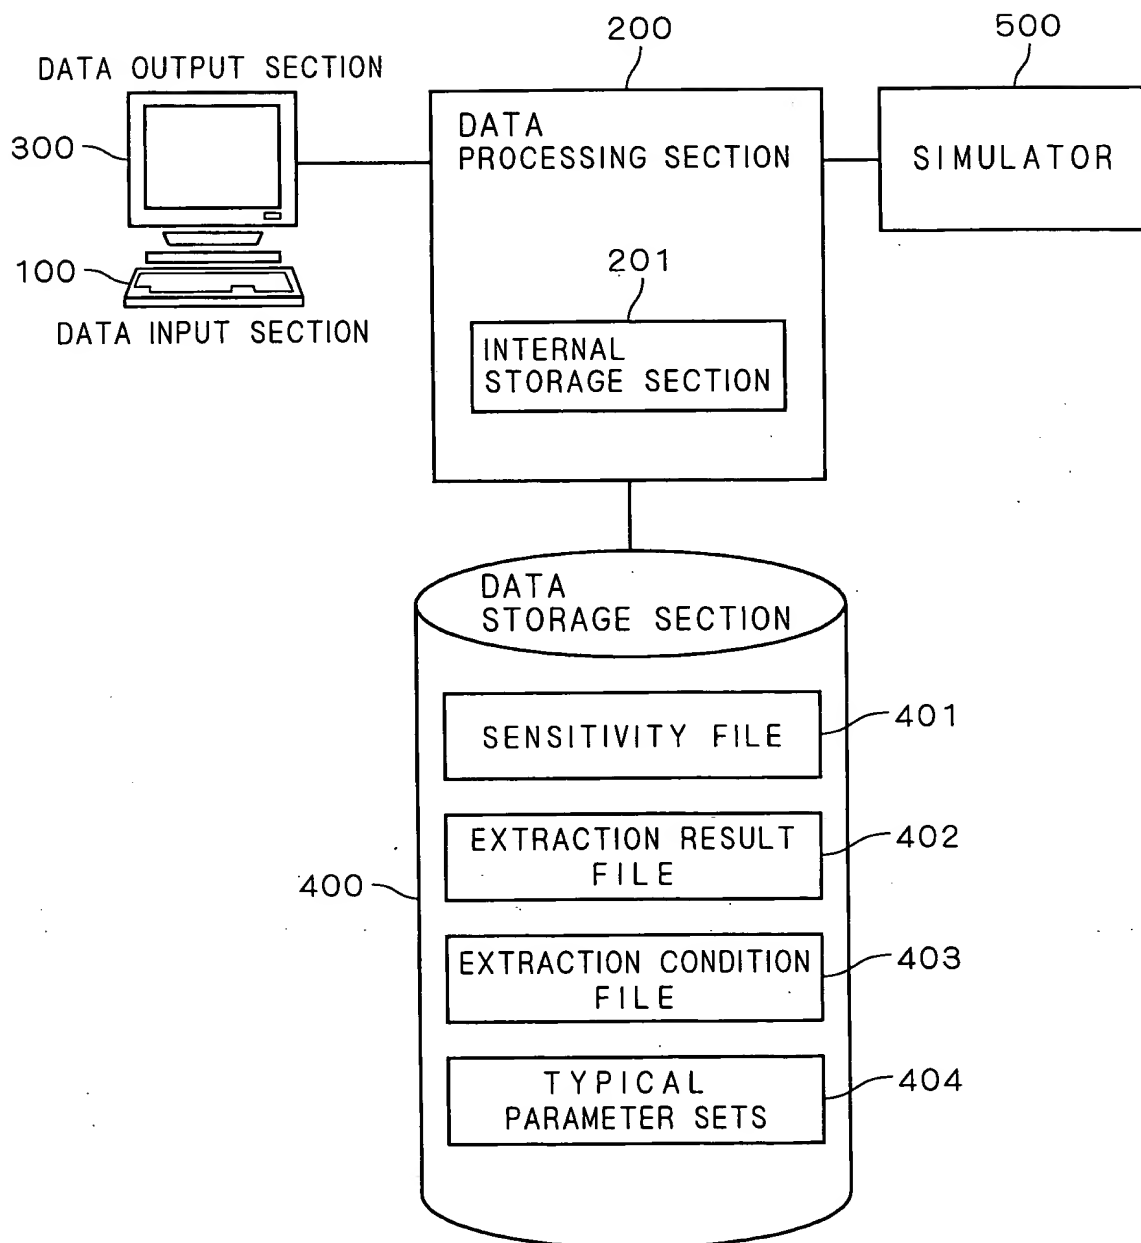 200
500
DATA OUTPUT SECTION
300
DATA
PROCESSING SECTION
SIMULATOR
100
201
DATA INPUT SECTION
INTERNAL
STORAGE SECTION
DATA
STORAGE SECTION
SENSITIVITY FILE
401
EXTRACTION RESULT
FILE
402
400
EXTRACTION CONDITION
FILE
403
TYPICAL
PARAMETER SETS
404